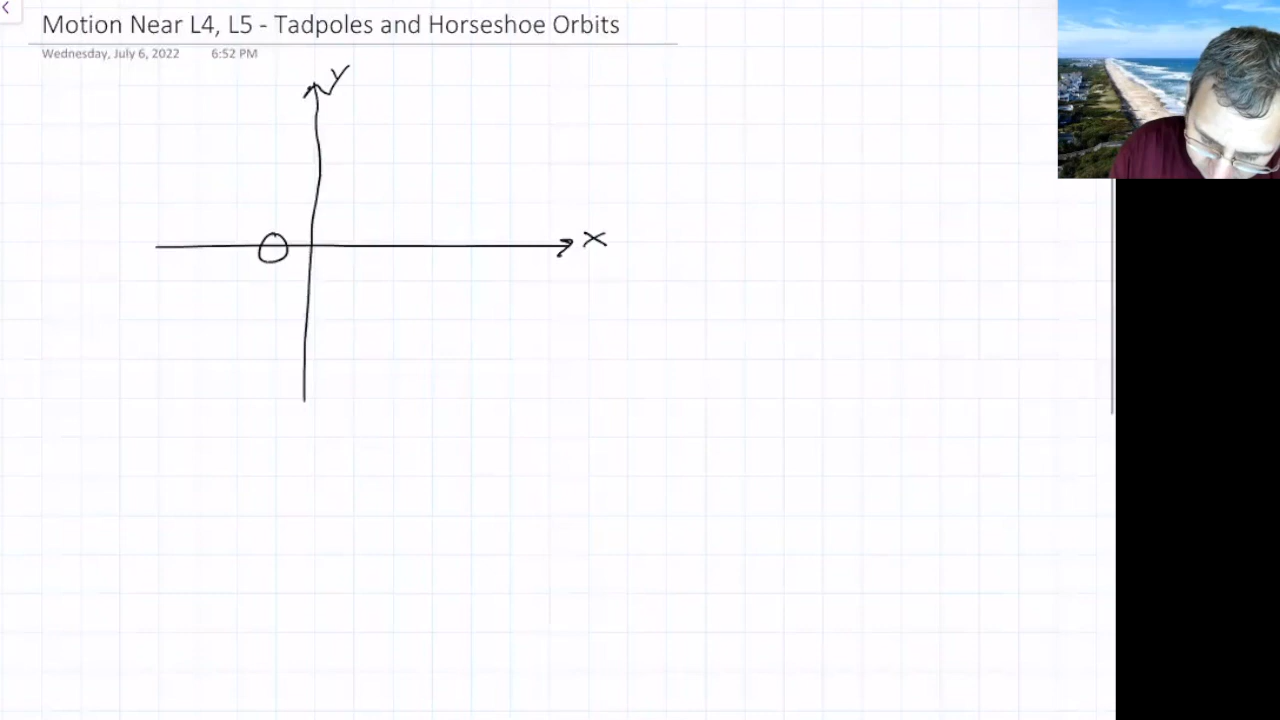 Motion Near L4, L5 - Tadpoles and Horseshoe Orbits
Wednesday, July 6, 2022 6:52 PM
Y
X